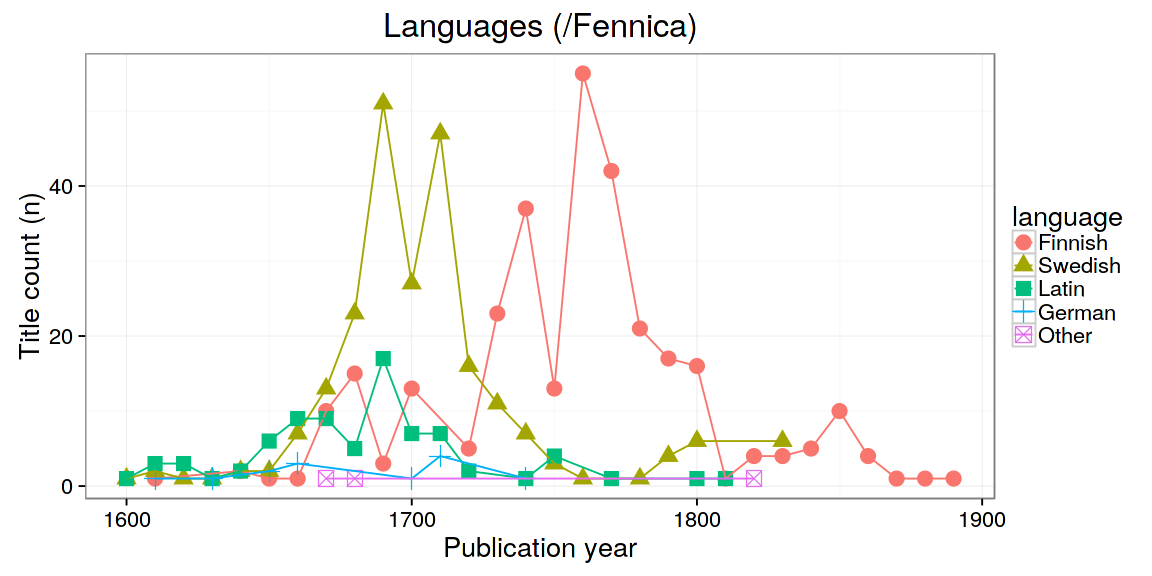 Languages (/Fennica)
Title count (n)
40
20
0
1600
1700
1800
1900
Publication year
language
Finnish
Swedish
Latin
German
Other